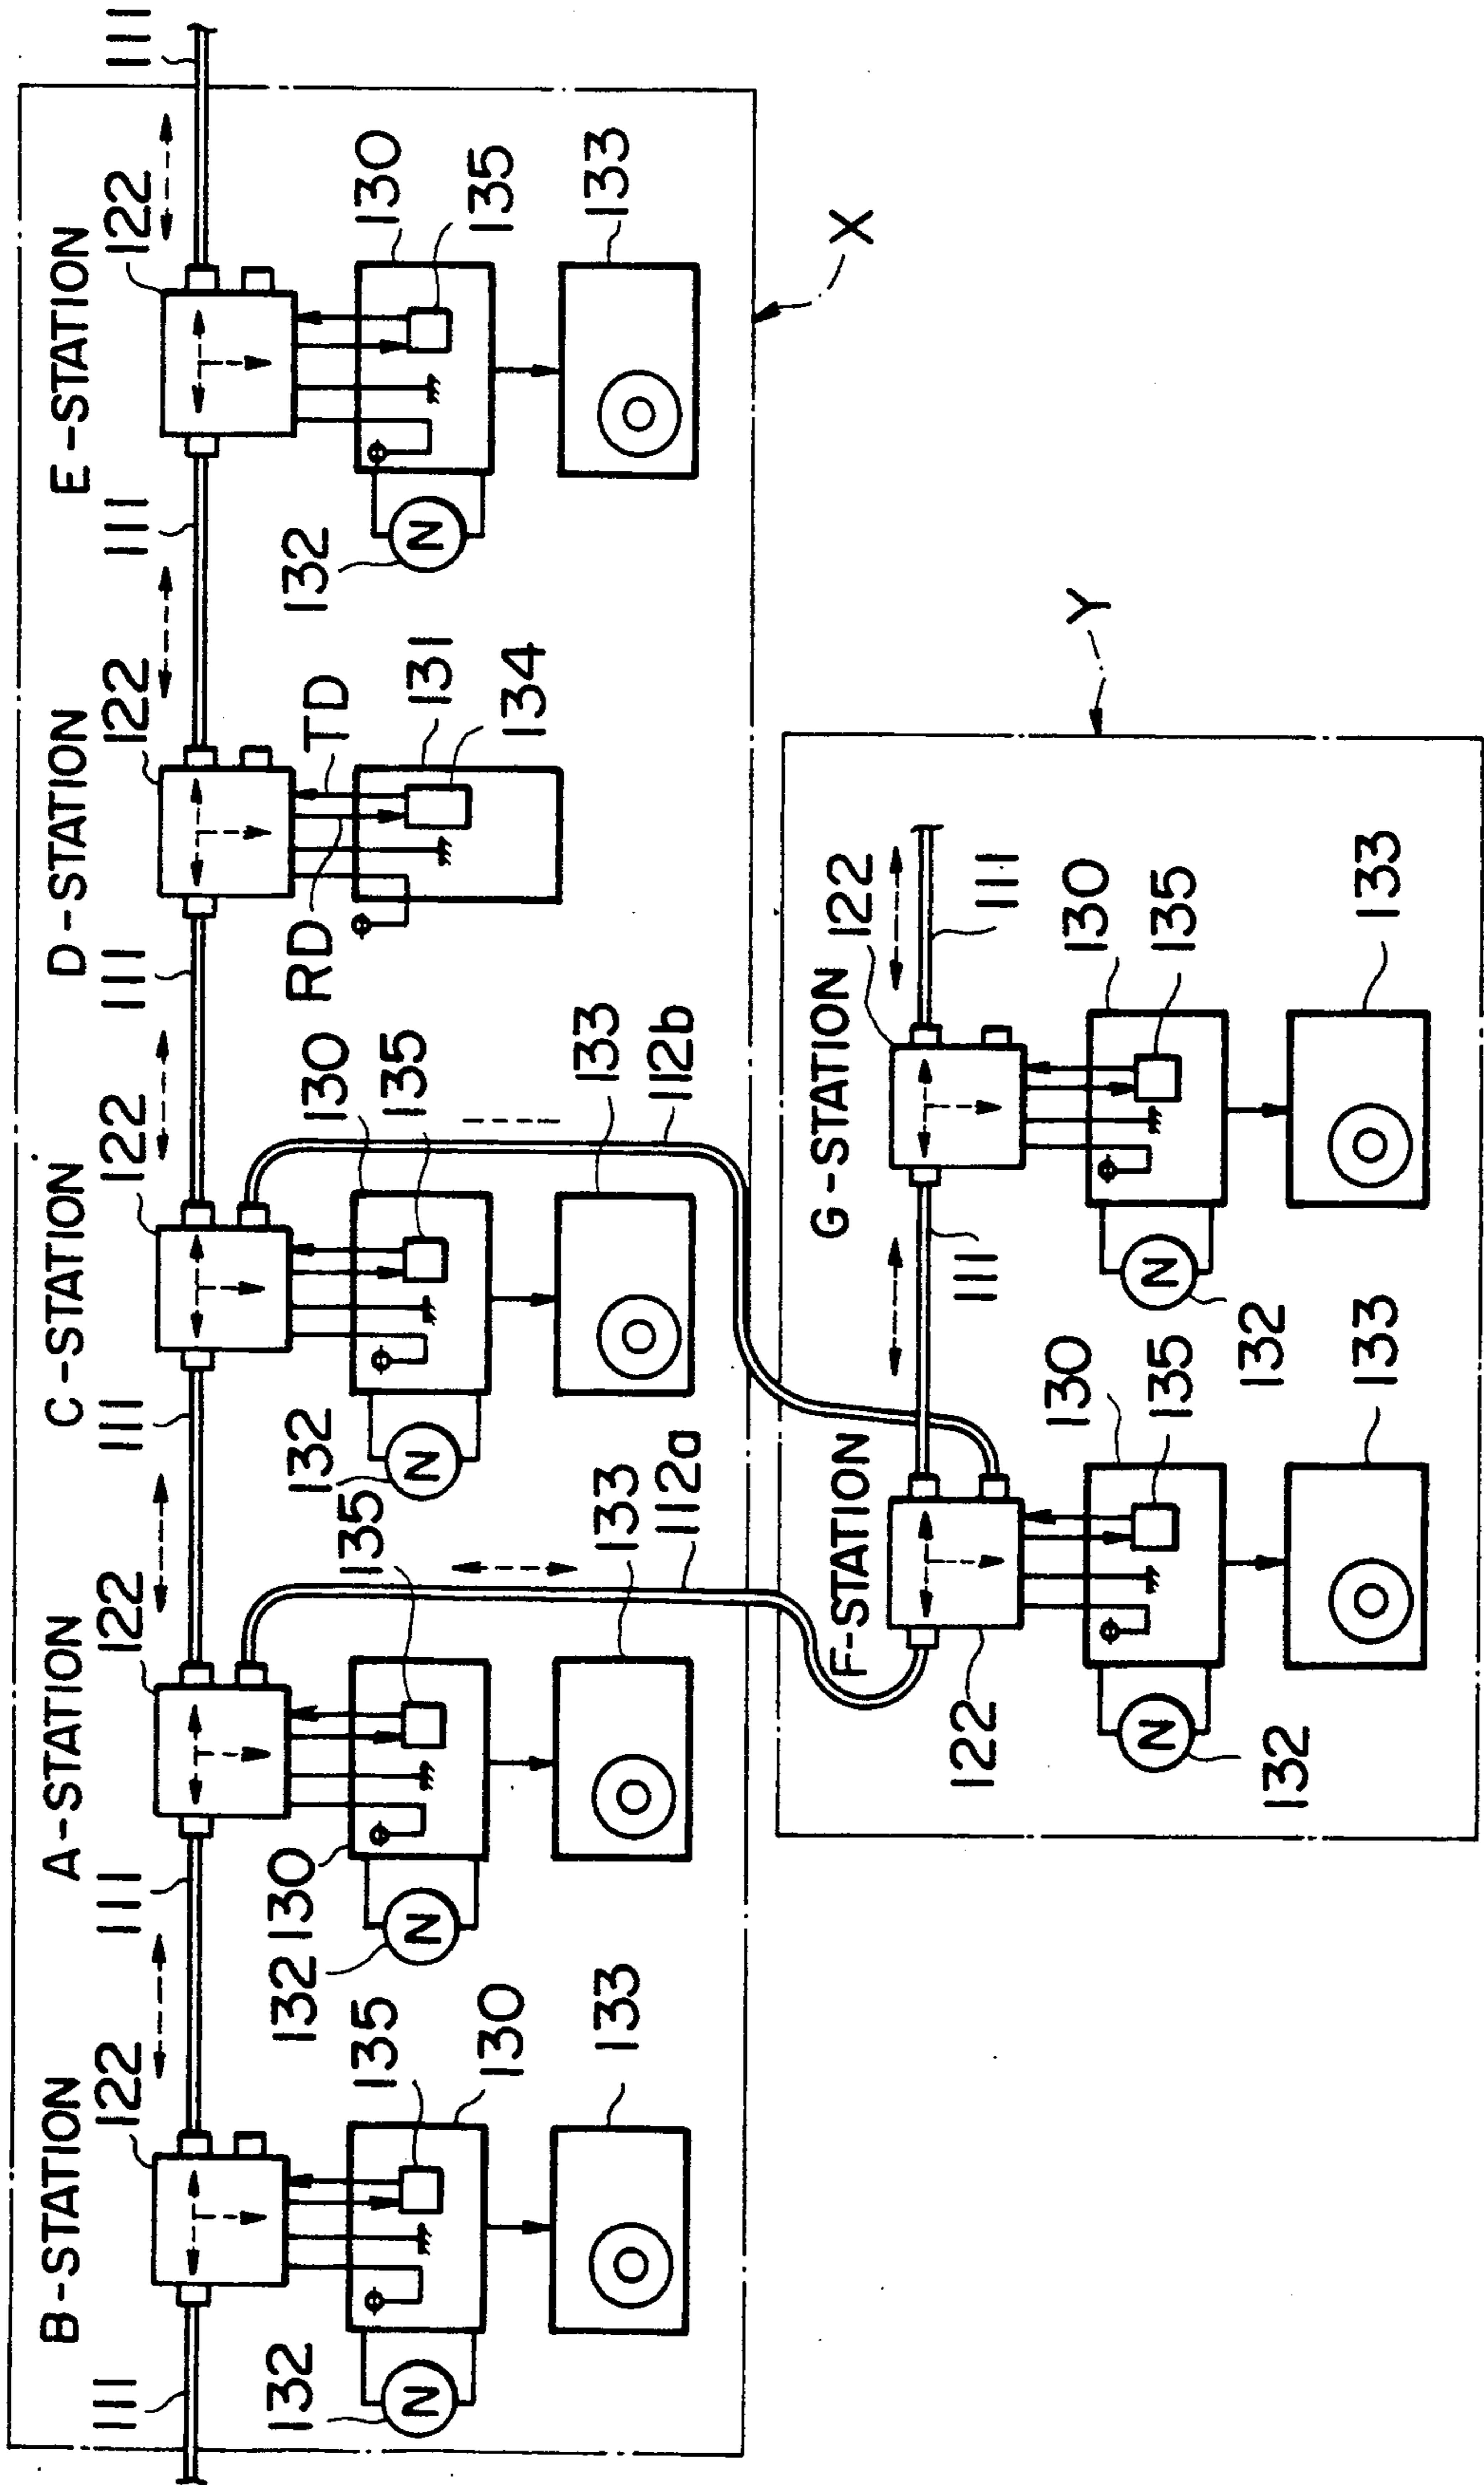 B-STATION
A-STATION
C-STATION
D-STATION
E-STATION
111
122
111
122
111
122
111
122
111
122
111
132
N
135
130
133
132
130
N
135
133
112a
132
N
130
135
133
112b
RD
TD
131
134
132
N
130
135
133
X
Y
F-STATION
G-STATION
122
111
122
111
132
N
130
135
133
132
N
130
135
133